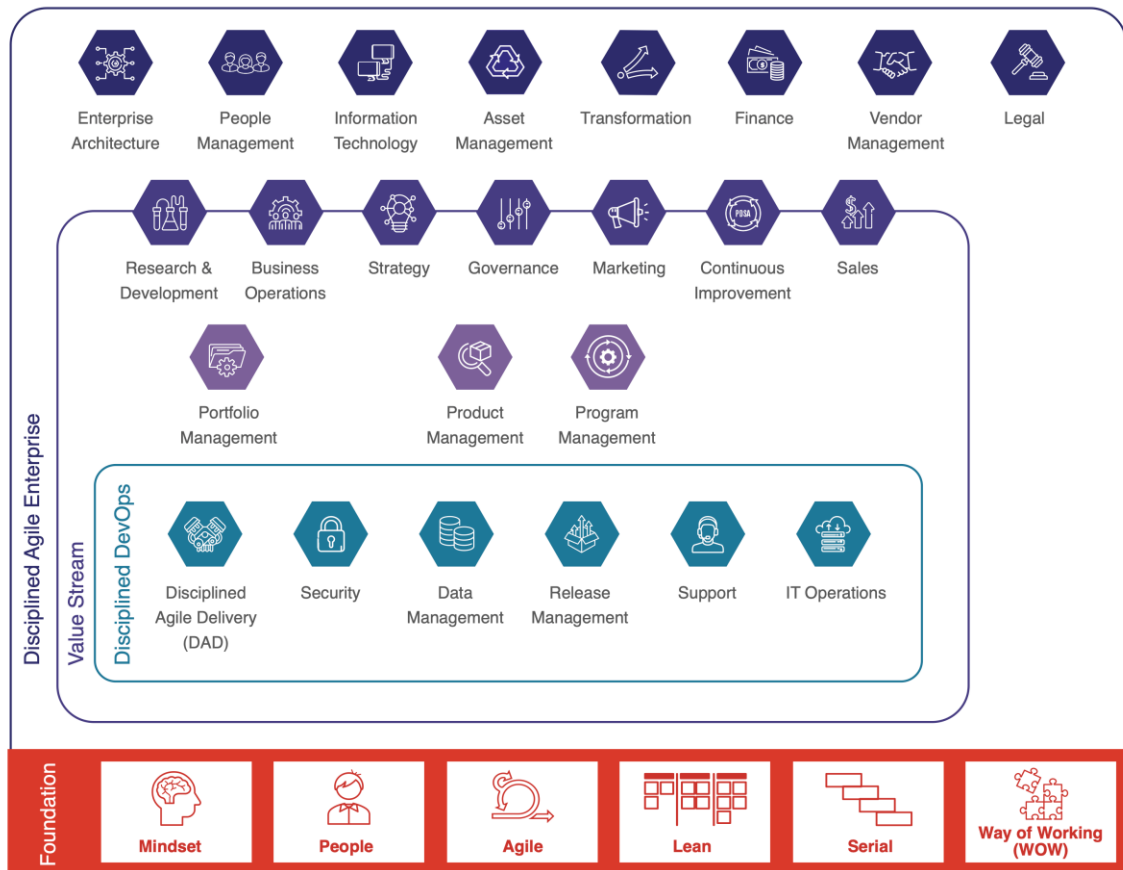 Disciplined Agile Enterprise
Enterprise
Architecture
People
Management
Information
Technology
Asset
Management
Transformation
Finance
Vendor
Management
Legal
Value Stream
Research &
Development
Business
Operations
Strategy
Governance
Marketing
PDSA
Continuous
Improvement
$
Sales
Portfolio
Management
Product
Management
Program
Management
Disciplined DevOps
Disciplined
Agile Delivery
(DAD)
Security
Data
Management
Release
Management
Support
IT Operations
Foundation
Mindset
People
Agile
Lean
Serial
Way of Working
(WOW)